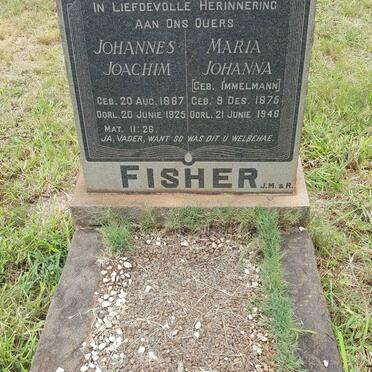 IN LIEFDEVOLLE HERINNERING
AAN ONS OUERS
JOHANNES
JOACHIM
GEB. 20 AUG. 1867
OORL. 20 JUNIE 1925
MAT. 11:26
MARIA
JOHANNA
(GEB. IMMELMANN)
GEB. 9 DES. 1875
OORL. 21 JUNIE 1946
JA, VADER, WANT SO WAS DIT U WELBEHAE.
FISHER
J.M. & R.